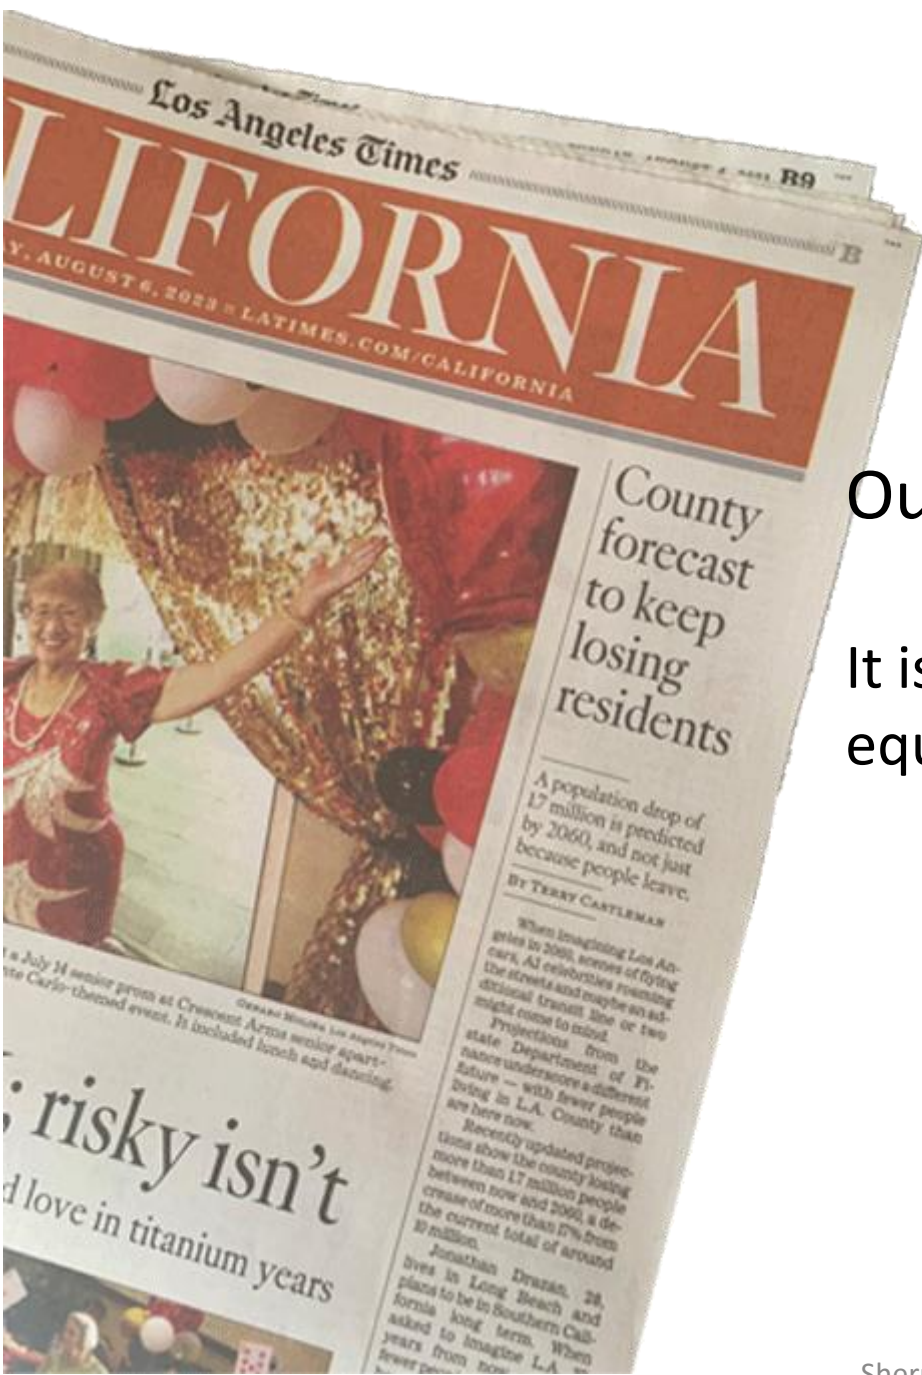 Los Angeles Times
B9
B
LIFORNIA
Y, AUGUST 6, 2023 LATIMES.COM/CALIFORNIA
County
forecast
to keep
losing
residents
A population drop of
1.7 million is predicted
by 2060, and not just
because people leave.
BY TERRY CASTLEMAN
When imagining Los An-
geles in 2060, scenes of flying
cars, AI celebrities roaming
the streets and maybe an ad-
ditional transit line or two
might come to mind.
Projections from the
state Department of Fi-
nance underscore a different
future — with fewer people
living in L.A. County than
are here now.
Recently updated projec-
tions show the county losing
more than 1.7 million people
between now and 2060, a de-
crease of more than 17% from
the current total of around
10 million.
Jonathan Drazan, 28,
lives in Long Beach and
plans to be in Southern Cali-
fornia long term. When
asked to imagine L.A.
years from now,
GENARO MOLINA Los Angeles Times
t a July 14 senior prom at Crescent Arms senior apart-
nte Carlo-themed event. It included lunch and dancing.
; risky isn't
d love in titanium years
Ou
It is
equ
Shor